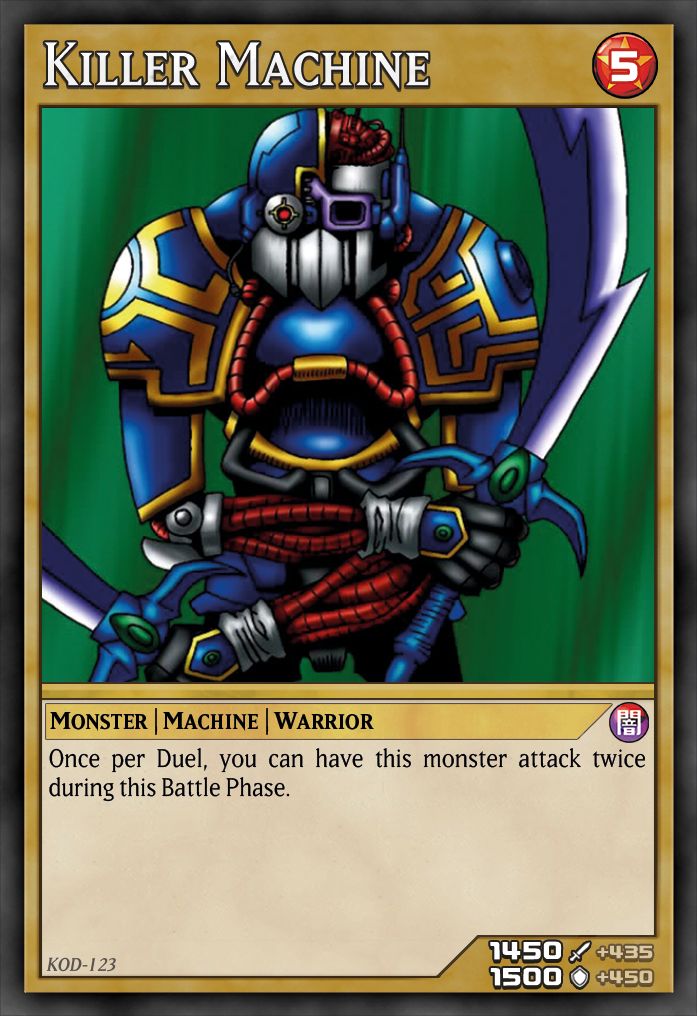 KILLER MACHINE
5
MONSTER | MACHINE | WARRIOR
闇
Once per Duel, you can have this monster attack twice
during this Battle Phase.
KOD-123
1450 +435
1500 +450